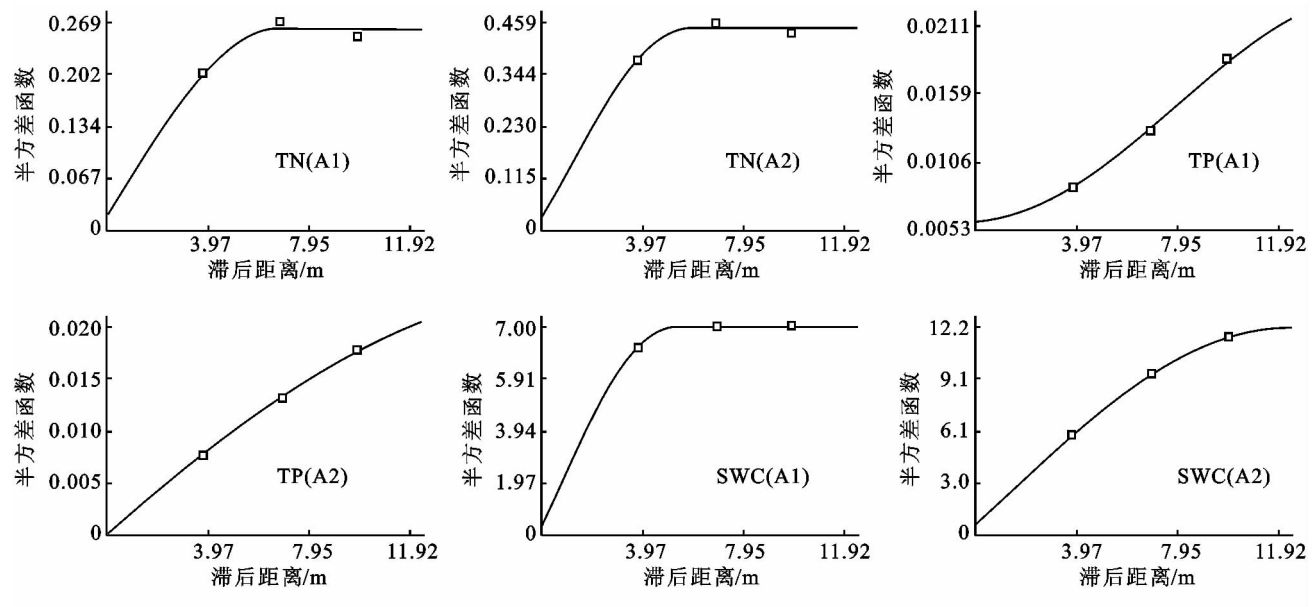 半方差函数
0.269
0.202
0.134
0.067
0
TN(A1)
3.97 7.95 11.92
滞后距离/m
半方差函数
0.459
0.344
0.230
0.115
0
TN(A2)
3.97 7.95 11.92
滞后距离/m
半方差函数
0.0211
0.0159
0.0106
0.0053
TP(A1)
3.97 7.95 11.92
滞后距离/m
半方差函数
0.020
0.015
0.010
0.005
0
TP(A2)
3.97 7.95 11.92
滞后距离/m
半方差函数
7.00
5.91
3.94
1.97
0
SWC(A1)
3.97 7.95 11.92
滞后距离/m
半方差函数
12.2
9.1
6.1
3.0
0
SWC(A2)
3.97 7.95 11.92
滞后距离/m